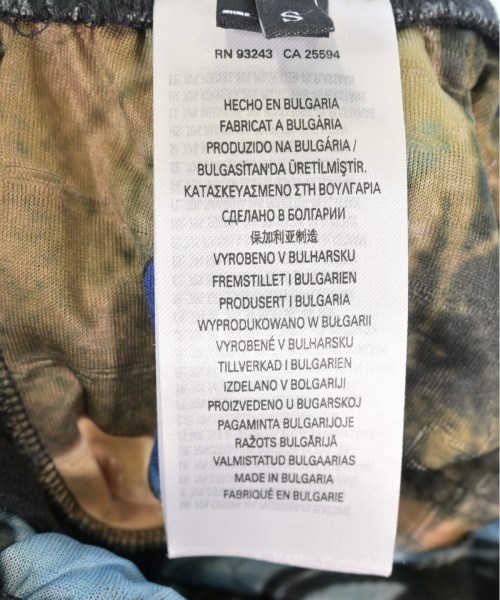 S
RN 93243 CA 25594
HECHO EN BULGARIA
FABRICAT A BULGÀRIA
PRODUZIDO NA BULGÁRIA /
BULGASİTAN'DA ÜRETİLMİŞTİR.
ΚΑΤΑΣΚΕΥΑΣΜΕΝΟ ΣΤΗ ΒΟΥΛΓΑΡΙΑ
СДЕЛАНО В БОЛГАРИИ
保加利亚制造
VYROBENO V BULHARSKU
FREMSTILLET I BULGARIEN
PRODUSERT I BULGARIA
WYPRODUKOWANO W BUŁGARII
VYROBENÉ V BULHARSKU
TILLVERKAD I BULGARIEN
IZDELANO V BOLGARIJI
PROIZVEDENO U BUGARSKOJ
PAGAMINTA BULGARIJOJE
RAŽOTS BULGĀRIJĀ
VALMISTATUD BULGAARIAS
MADE IN BULGARIA
FABRIQUÉ EN BULGARIE